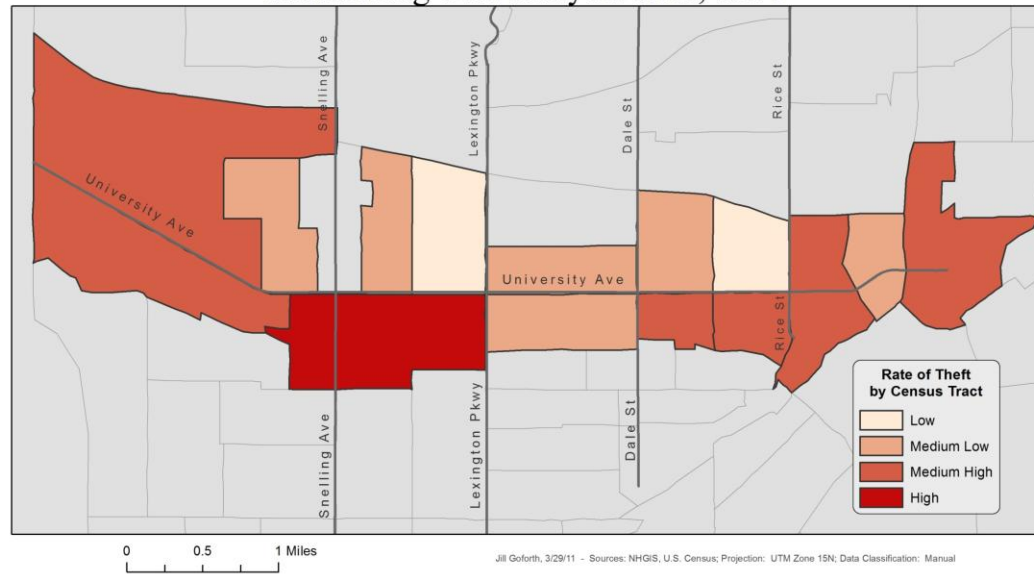 Snelling Ave
Lexington Pkwy
Dale St
Rice St
University Ave
University Ave
Rice St
Snelling Ave
Lexington Pkwy
Dale St
Rate of Theft
by Census Tract
Low
Medium Low
Medium High
High
0 0.5 1 Miles
Jill Goforth, 3/29/11 - Sources: NHGIS, U.S. Census; Projection: UTM Zone 15N; Data Classification: Manual